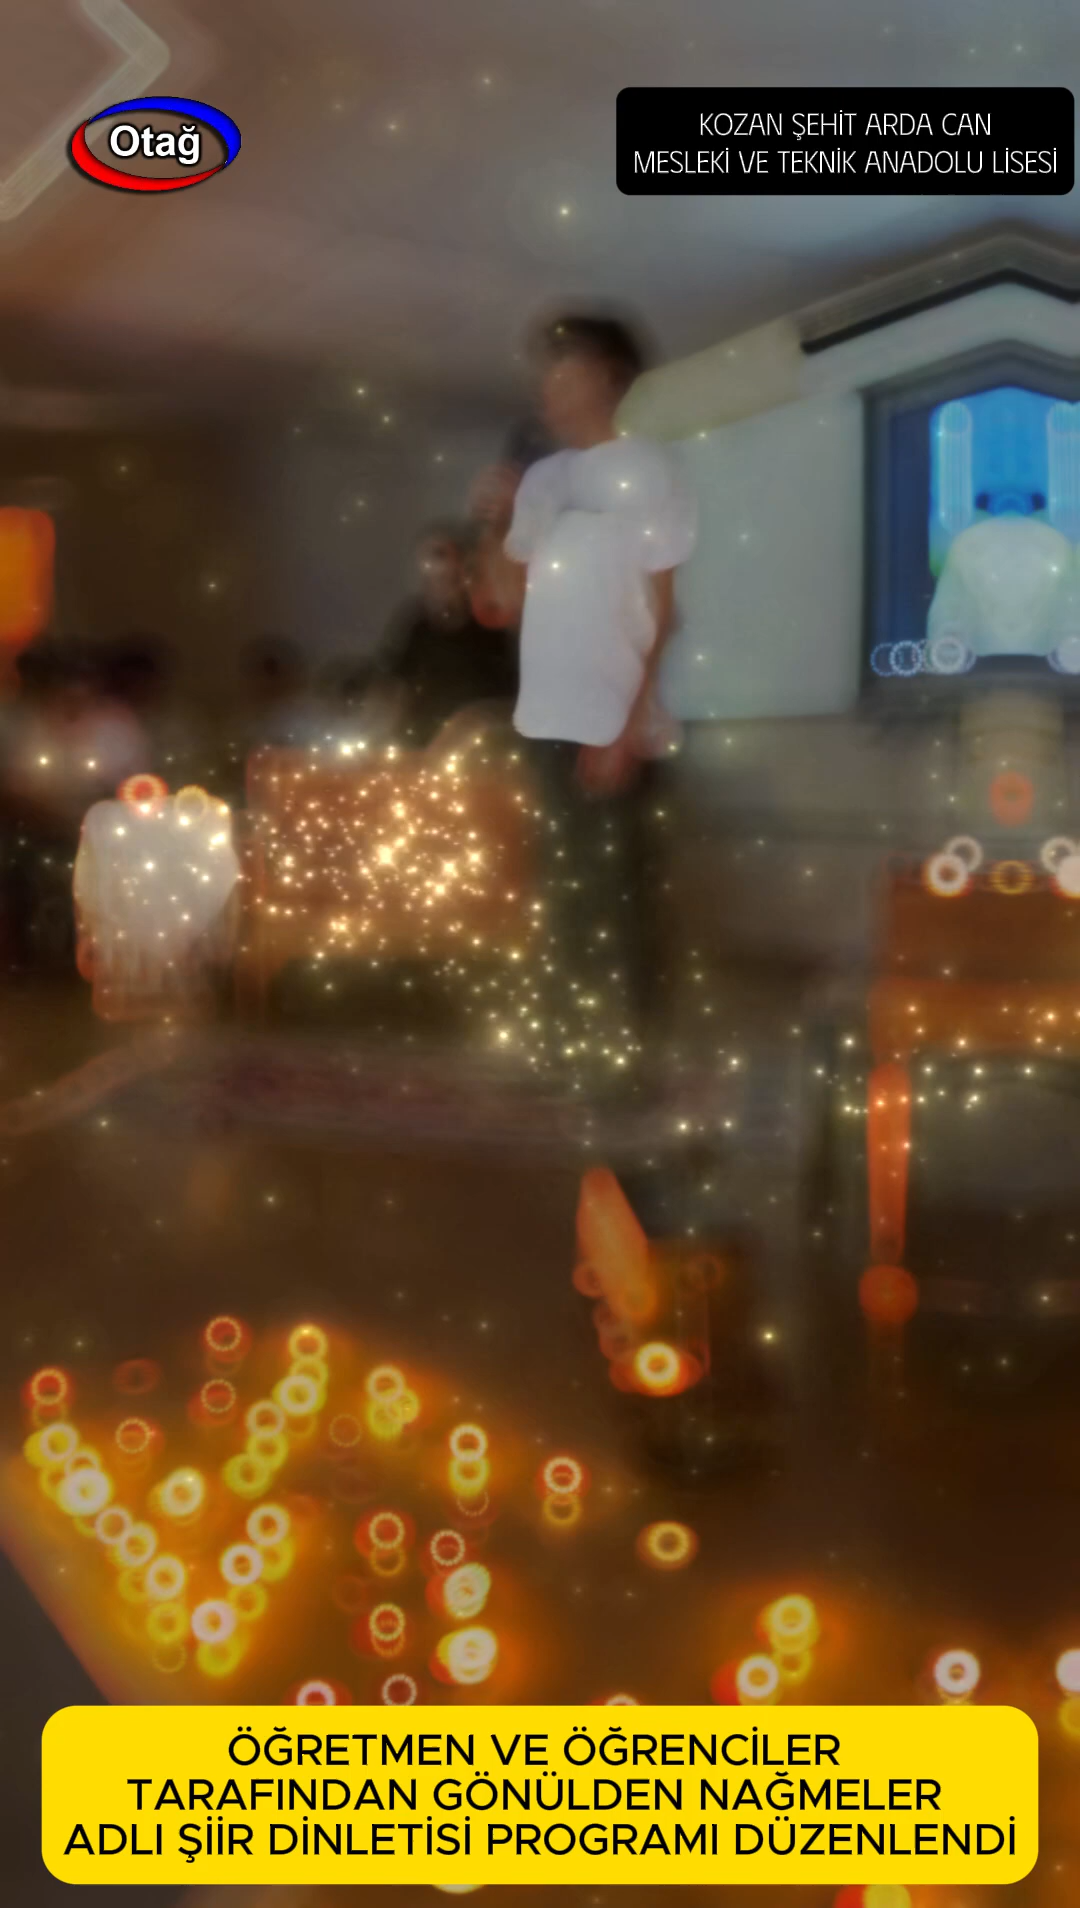 Otağ
KOZAN ŞEHİT ARDA CAN
MESLEKİ VE TEKNİK ANADOLU LİSESİ
ÖĞRETMEN VE ÖĞRENCİLER
TARAFINDAN GÖNÜLDEN NAĞMELER
ADLI ŞİİR DİNLETİSİ PROGRAMI DÜZENLENDİ